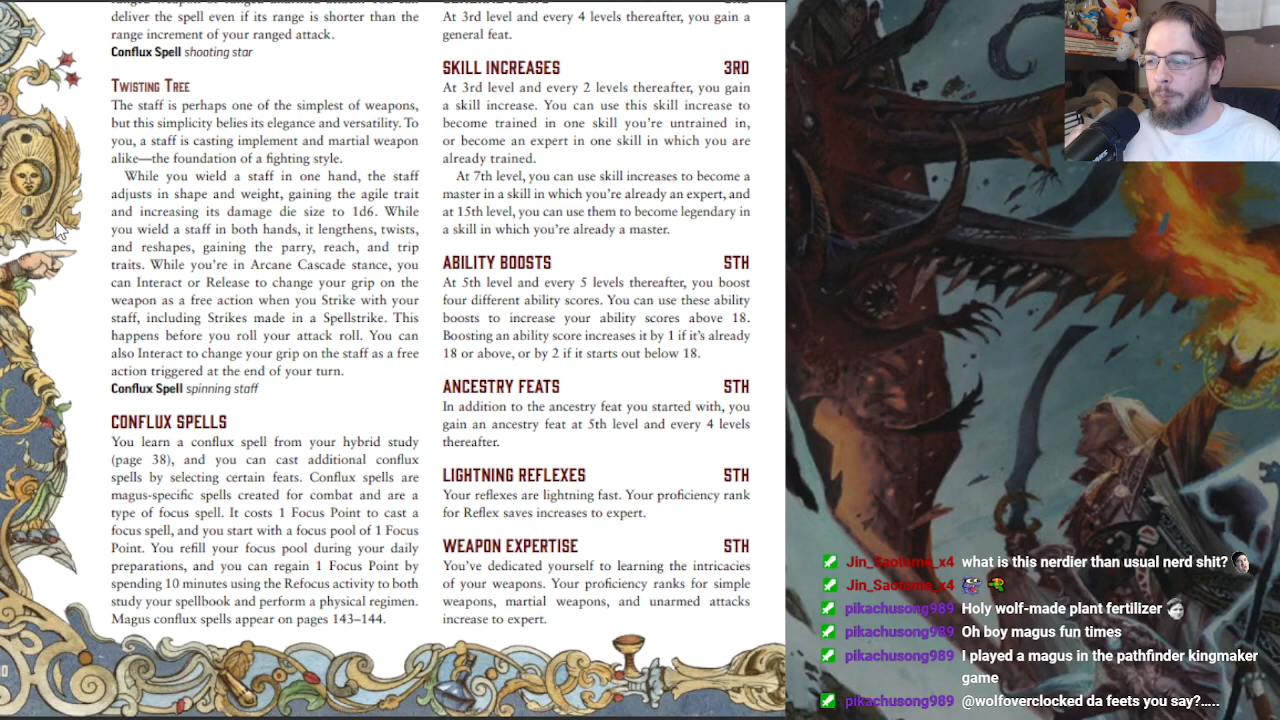 deliver the spell even if its range is shorter than the
range increment of your ranged attack.
Conflux Spell shooting star
Twisting Tree
The staff is perhaps one of the simplest of weapons,
but this simplicity belies its elegance and versatility. To
you, a staff is casting implement and martial weapon
alike—the foundation of a fighting style.
While you wield a staff in one hand, the staff
adjusts in shape and weight, gaining the agile trait
and increasing its damage die size to 1d6. While
you wield a staff in both hands, it lengthens, twists,
and reshapes, gaining the parry, reach, and trip
traits. While you're in Arcane Cascade stance, you
can Interact or Release to change your grip on the
weapon as a free action when you Strike with your
staff, including Strikes made in a Spellstrike. This
happens before you roll your attack roll. You can
also Interact to change your grip on the staff as a free
action triggered at the end of your turn.
Conflux Spell spinning staff
CONFLUX SPELLS
You learn a conflux spell from your hybrid study
(page 38), and you can cast additional conflux
spells by selecting certain feats. Conflux spells are
magus-specific spells created for combat and are a
type of focus spell. It costs 1 Focus Point to cast a
focus spell, and you start with a focus pool of 1 Focus
Point. You refill your focus pool during your daily
preparations, and you can regain 1 Focus Point by
spending 10 minutes using the Refocus activity to both
study your spellbook and perform a physical regimen.
Magus conflux spells appear on pages 143–144.
At 3rd level and every 4 levels thereafter, you gain a
general feat.
SKILL INCREASES 3RD
At 3rd level and every 2 levels thereafter, you gain
a skill increase. You can use this skill increase to
become trained in one skill you're untrained in,
or become an expert in one skill in which you are
already trained.
At 7th level, you can use skill increases to become a
master in a skill in which you're already an expert, and
at 15th level, you can use them to become legendary in
a skill in which you're already a master.
ABILITY BOOSTS 5TH
At 5th level and every 5 levels thereafter, you boost
four different ability scores. You can use these ability
boosts to increase your ability scores above 18.
Boosting an ability score increases it by 1 if it's already
18 or above, or by 2 if it starts out below 18.
ANCESTRY FEATS 5TH
In addition to the ancestry feat you started with, you
gain an ancestry feat at 5th level and every 4 levels
thereafter.
LIGHTNING REFLEXES 5TH
Your reflexes are lightning fast. Your proficiency rank
for Reflex saves increases to expert.
WEAPON EXPERTISE 5TH
You've dedicated yourself to learning the intricacies
of your weapons. Your proficiency ranks for simple
weapons, martial weapons, and unarmed attacks
increase to expert.
Jin_Saotome_x4 what is this nerdier than usual nerd shit?
Jin_Saotome_x4
pikachusong989 Holy wolf-made plant fertilizer
pikachusong989 Oh boy magus fun times
pikachusong989 I played a magus in the pathfinder kingmaker
game
pikachusong989 @wolfoverclocked da feets you say?.....